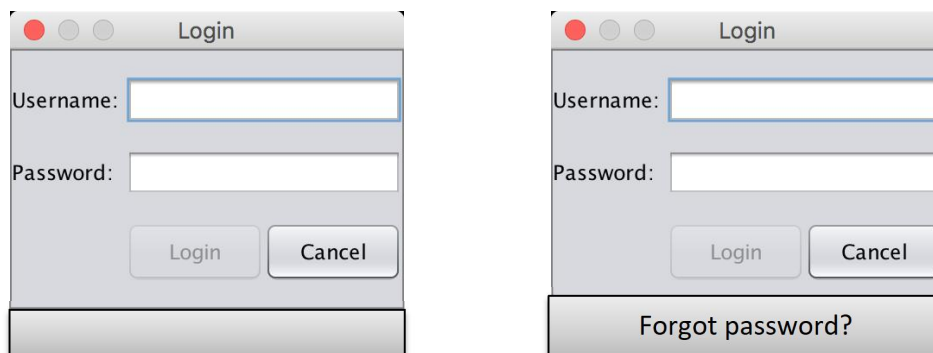 Login
Username:
Password:
Login Cancel
Login
Username:
Password:
Login Cancel
Forgot password?